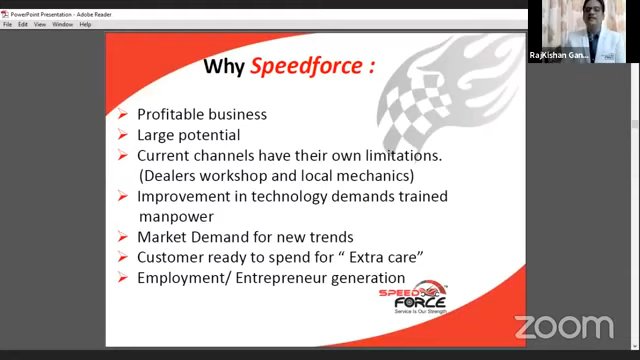 PowerPoint Presentation - Adobe Reader
File Edit View Window Help
RajKishan Gan...
Why Speedforce :
Profitable business
Large potential
Current channels have their own limitations.
(Dealers workshop and local mechanics)
Improvement in technology demands trained
manpower
Market Demand for new trends
Customer ready to spend for “ Extra care”
Employment/ Entrepreneur generation
SPEED
FORCE
Service is Our Strength
zoom